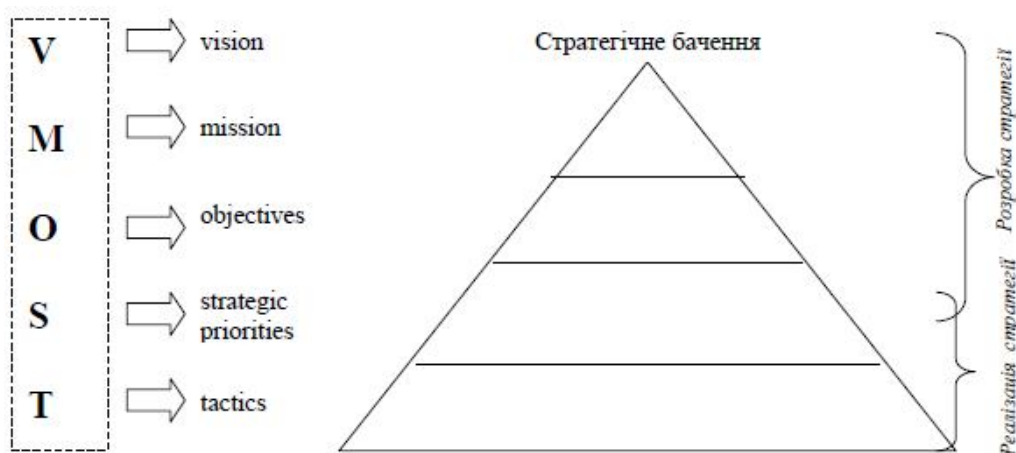 V
vision
M
mission
O
objectives
S
strategic
priorities
T
tactics
Стратегічне бачення
Розробка стратегії
Реалізація стратегії